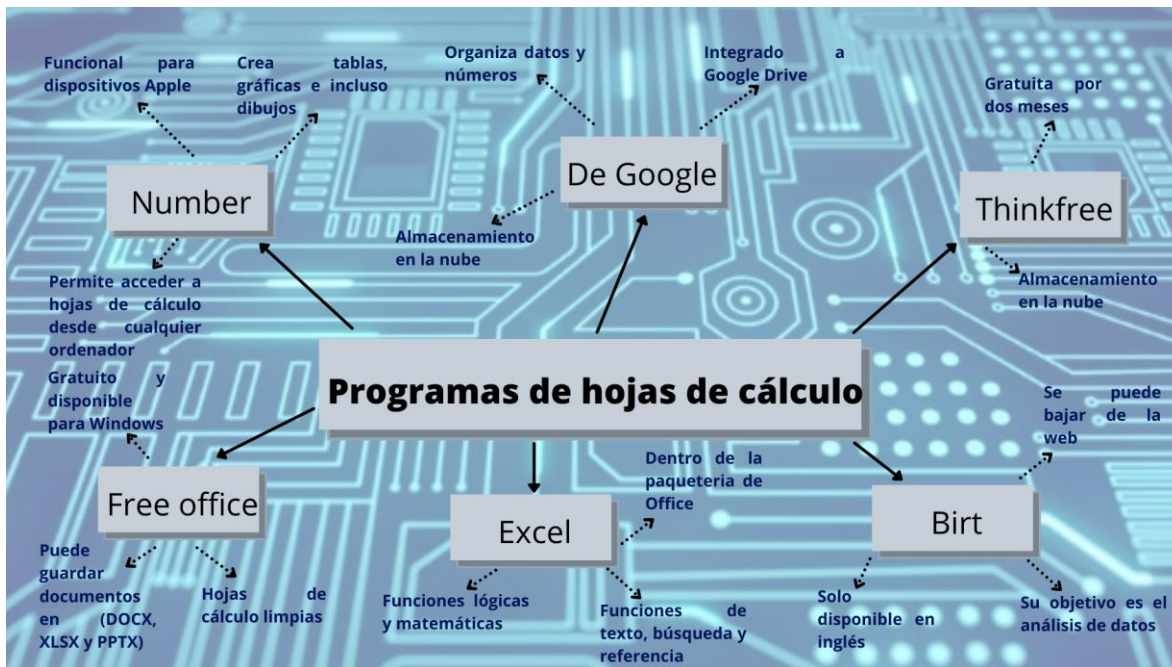 Funcional para
dispositivos Apple
Crea tablas,
gráficas e incluso
dibujos
Number
Permite acceder a
hojas de cálculo
desde cualquier
ordenador
Organiza datos y
números
Integrado a
Google Drive
De Google
Almacenamiento
en la nube
Gratuita por
dos meses
Thinkfree
Almacenamiento
en la nube
Programas de hojas de cálculo
Gratuito y
disponible
para Windows
Free office
Puede
guardar
documentos
en (DOCX,
XLSX y PPTX)
Hojas de
cálculo limpias
Dentro de la
paqueteria de
Office
Excel
Funciones lógicas
y matemáticas
Funciones de
texto, búsqueda y
referencia
Se puede
bajar de la
web
Birt
Solo
disponible en
inglés
Su objetivo es el
análisis de datos